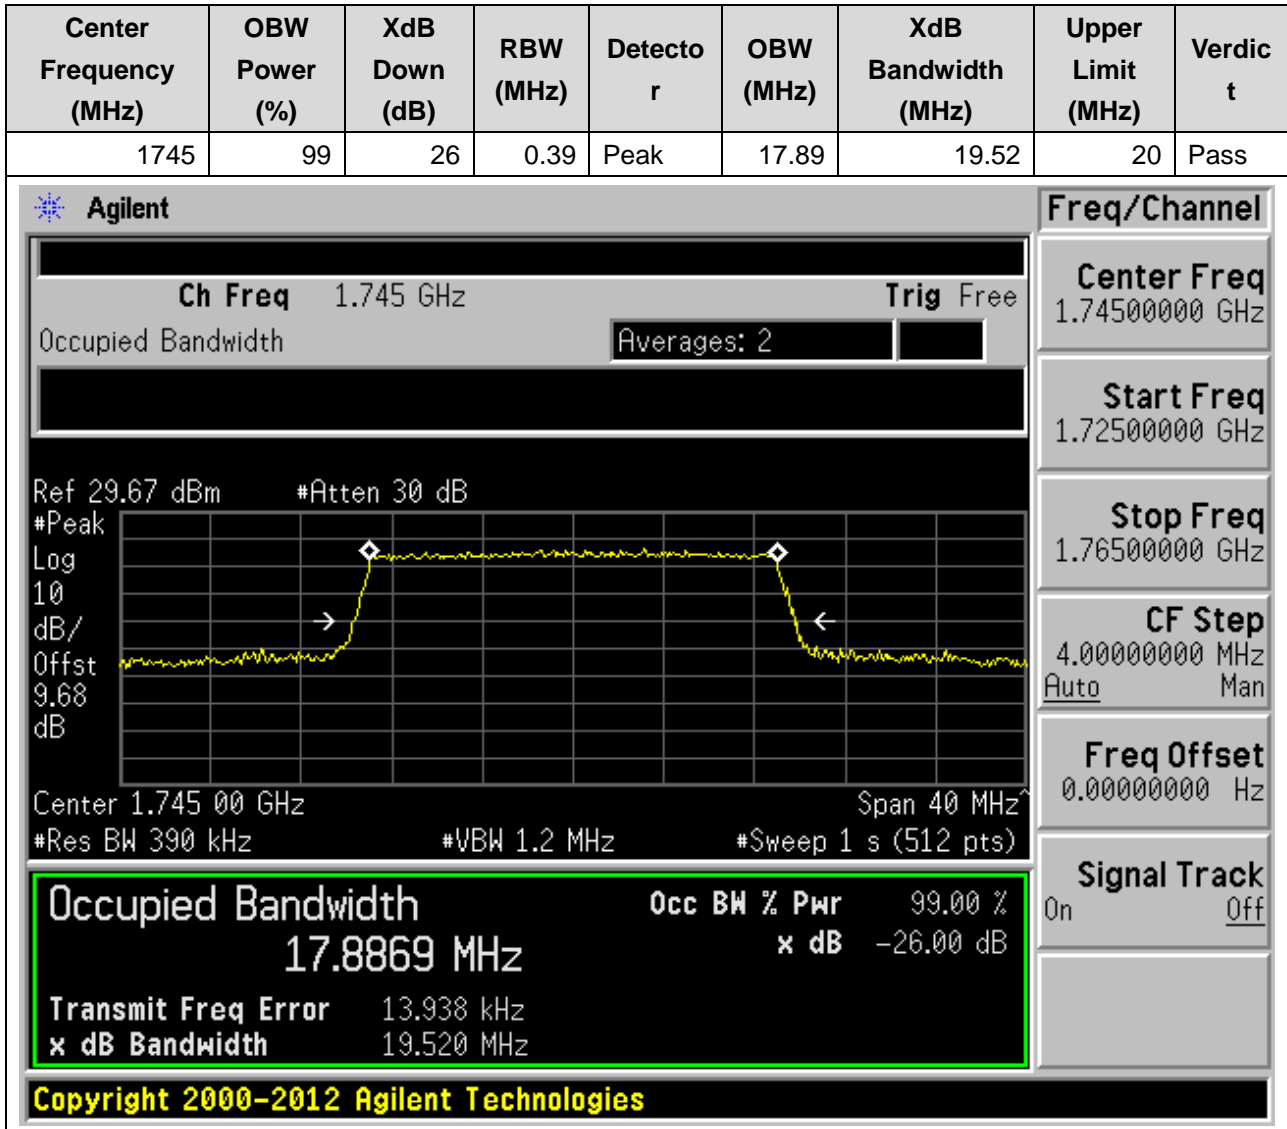 Center Frequency (MHz) OBW Power (%) XdB Down (dB) RBW (MHz) Detecto r OBW (MHz) XdB Bandwidth (MHz) Upper Limit (MHz) Verdic t
1745 99 26 0.39 Peak 17.89 19.52 20 Pass
Agilent
Freq/Channel
Ch Freq 1.745 GHz Trig Free
Occupied Bandwidth Averages: 2
Center Freq
1.74500000 GHz
Start Freq
1.72500000 GHz
Stop Freq
1.76500000 GHz
CF Step
4.00000000 MHz
Auto Man
Freq Offset
0.00000000 Hz
Signal Track
On Off
Ref 29.67 dBm #Atten 30 dB
#Peak
Log
10
dB/
Offst
9.68
dB
Center 1.745 00 GHz Span 40 MHz^
#Res BW 390 kHz #VBW 1.2 MHz #Sweep 1 s (512 pts)
Occupied Bandwidth Occ BW % Pwr 99.00 %
17.8869 MHz x dB -26.00 dB
Transmit Freq Error 13.938 kHz
x dB Bandwidth 19.520 MHz
Copyright 2000-2012 Agilent Technologies